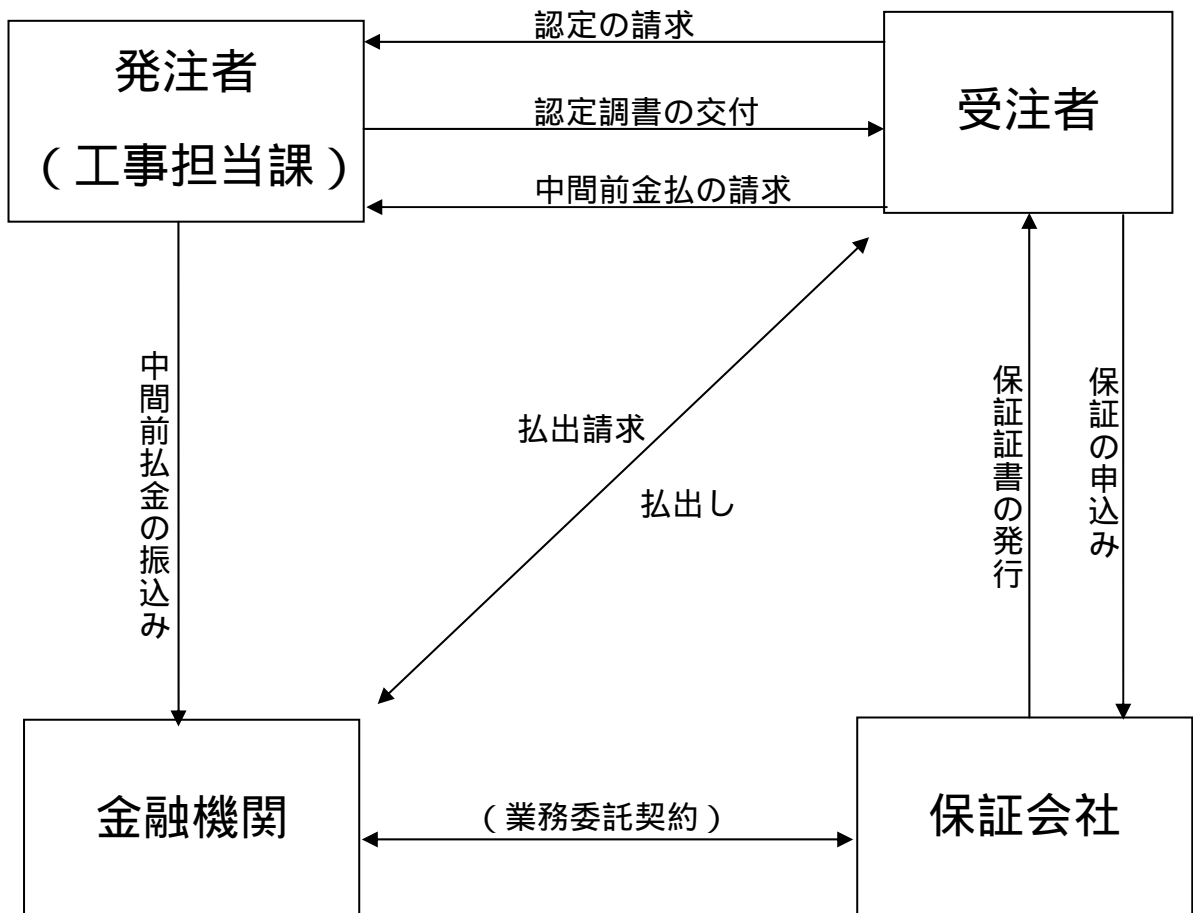 発注者
（工事担当課）
認定の請求
認定調書の交付
中間前金払の請求
受注者
中間前払金の振込み
払出請求
払出し
保証証書の発行
保証の申込み
金融機関
（業務委託契約）
保証会社